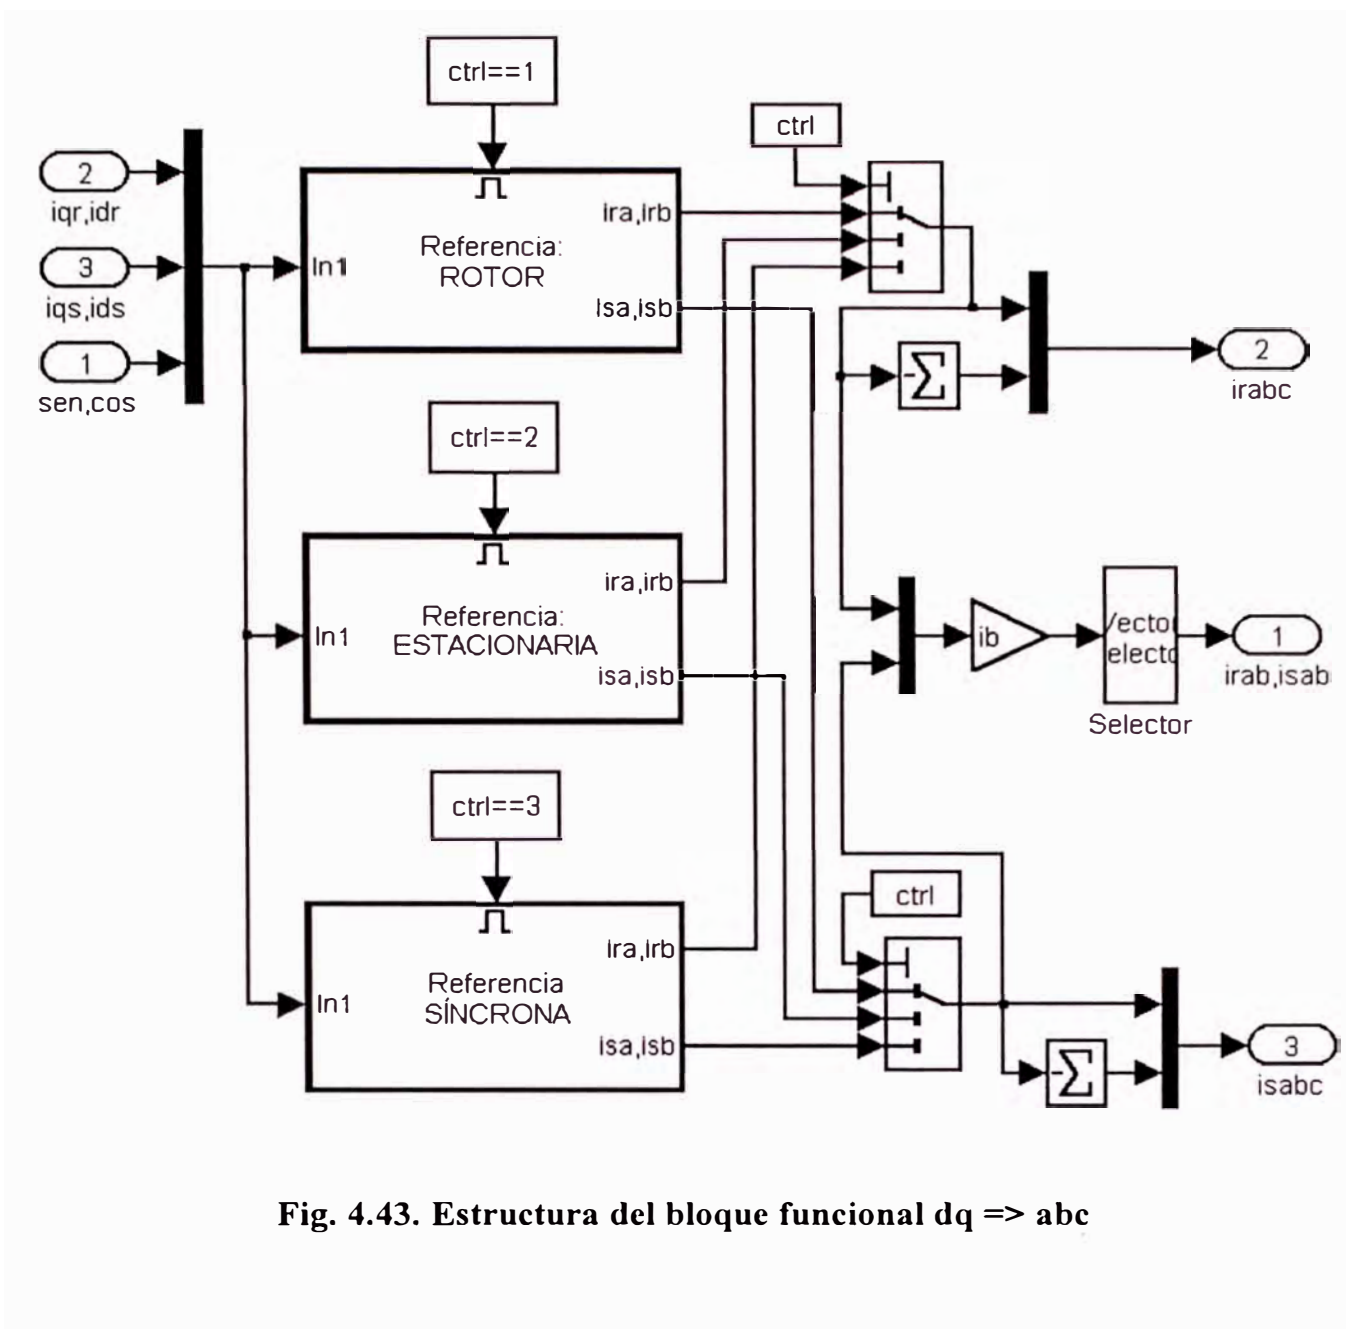 ctrl==1
ctrl
2
iqr,idr
3
iqs,ids
1
sen,cos
In1
Referencia:
ROTOR
ira,irb
isa,isb
2
irabc
ctrl==2
In1
Referencia:
ESTACIONARIA
ira,irb
isa,isb
ib
Selector
1
irab,isab
ctrl==3
In1
Referencia
SÍNCRONA
ira,irb
isa,isb
ctrl
3
isabc
Fig. 4.43. Estructura del bloque funcional dq => abc